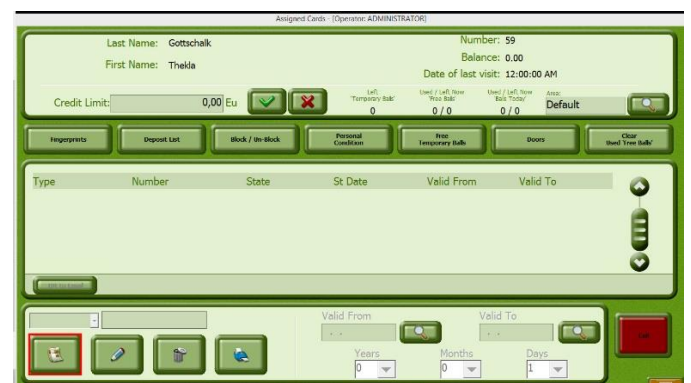 Assigned Cards - [Operator: ADMINISTRATOR]
Last Name: Gottschalk
Number: 59
Balance: 0.00
First Name: Thekla
Date of last visit: 12:00:00 AM
Credit Limit: 0,00 Eu
Left 'Temporary Balls' 0
Used / Left Now 'Free Balls' 0 / 0
Used / Left Now 'Balls Today' 0 / 0
Area: Default
Fingerprints Deposit List Block / Un-Block Personal Condition Free Temporary Balls Doors Clear Used 'Free Balls'
Type Number State St Date Valid From Valid To
Valid From Valid To
. . . .
Years Months Days
0 0 1